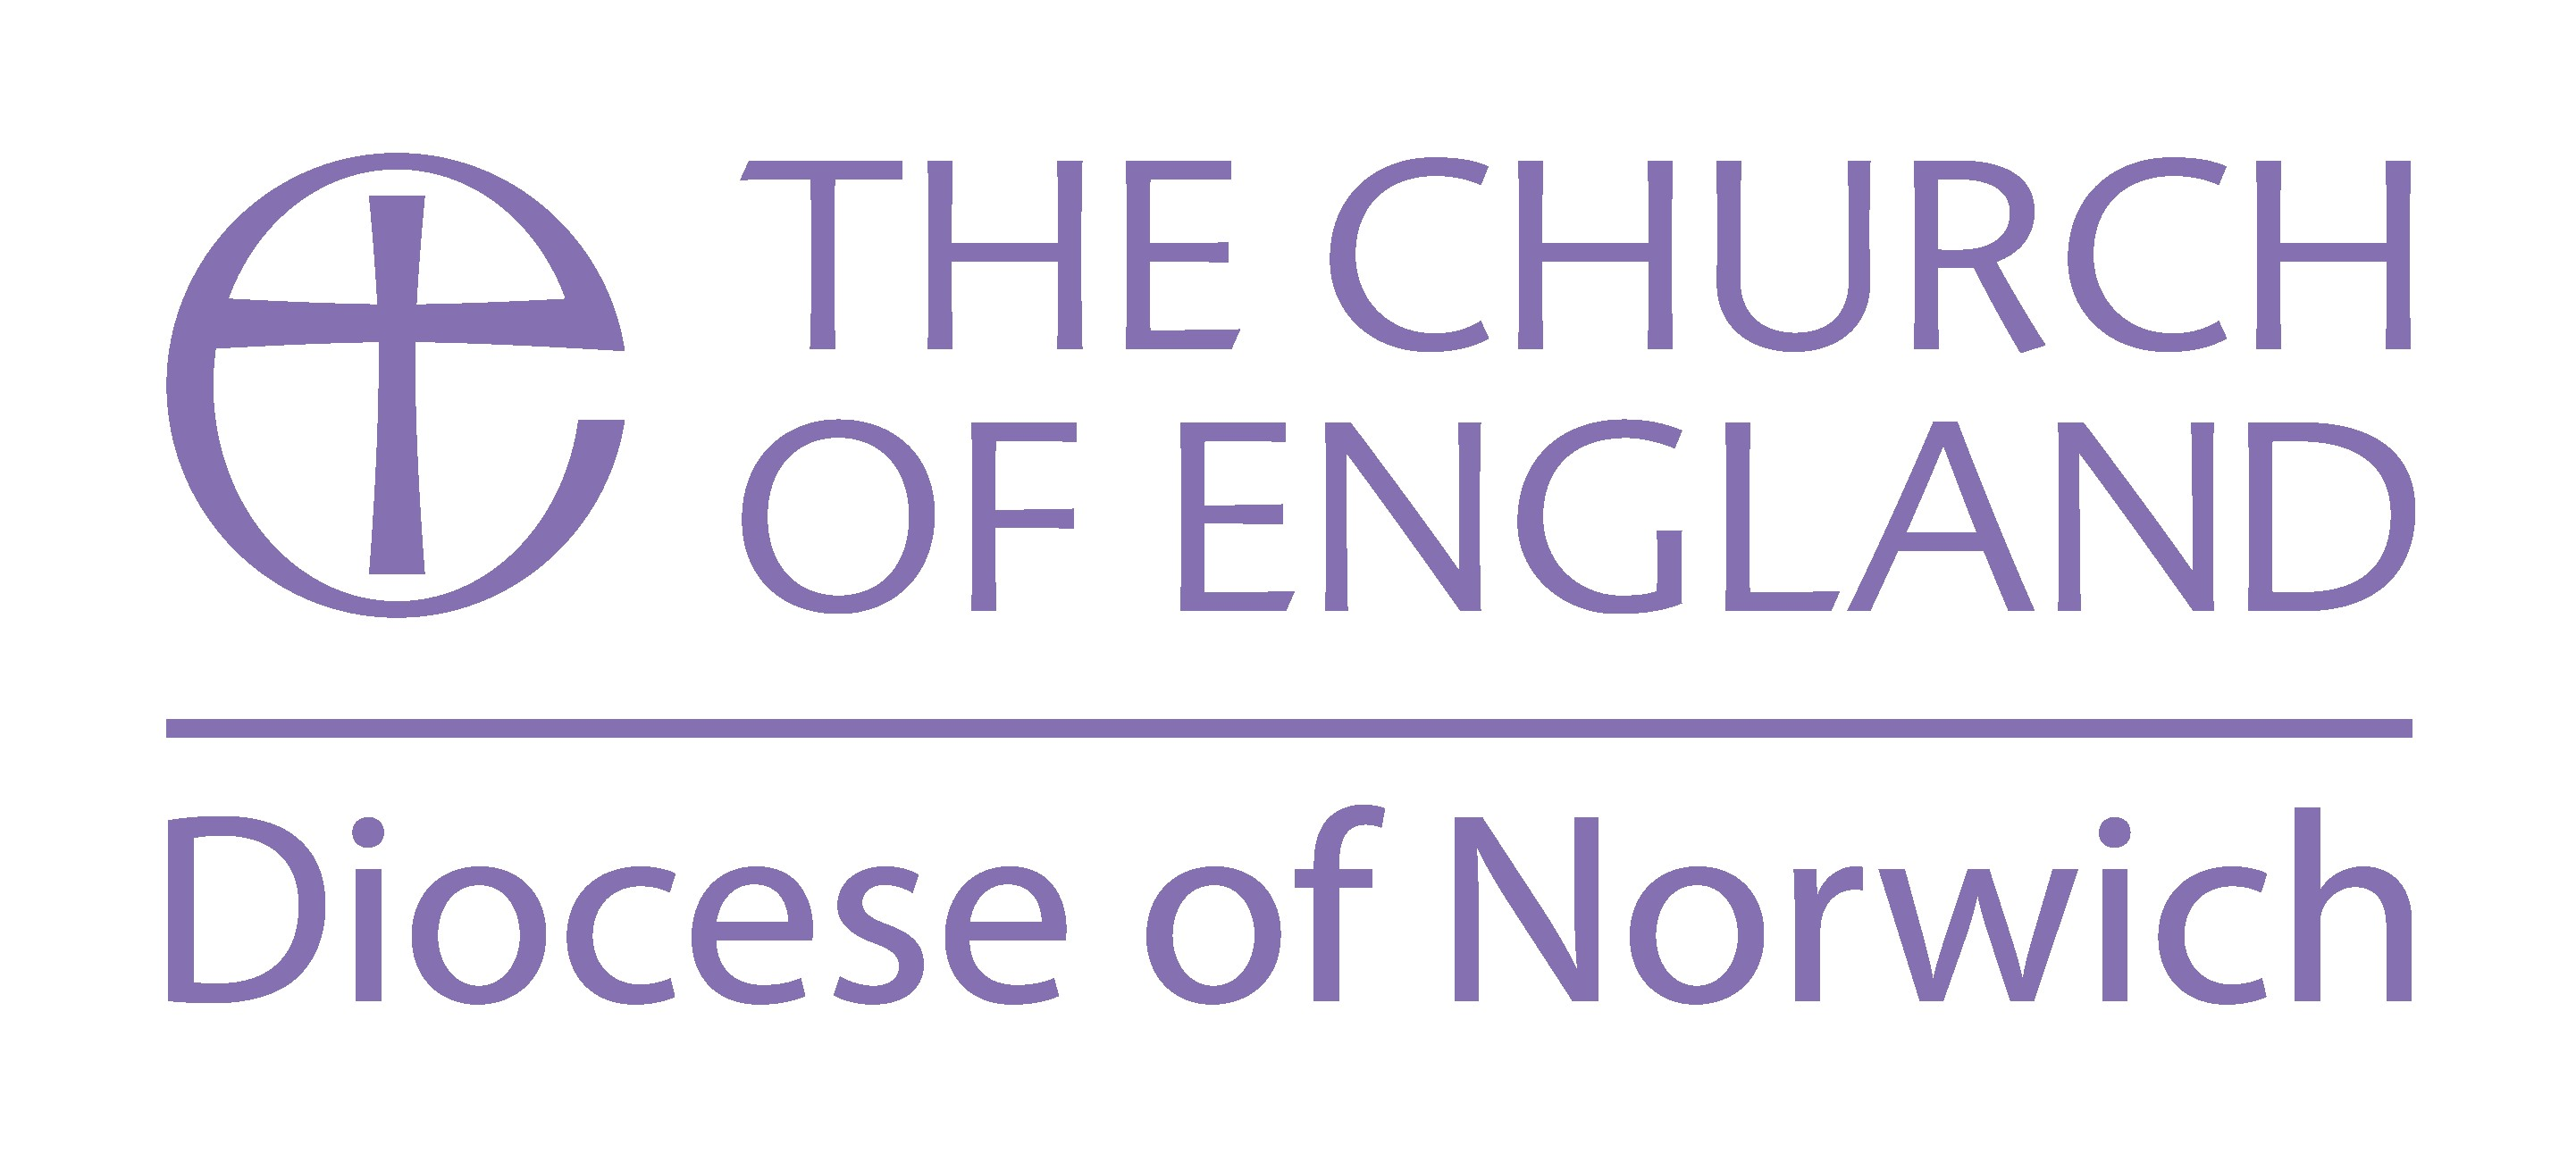 THE CHURCH
OF ENGLAND
Diocese of Norwich